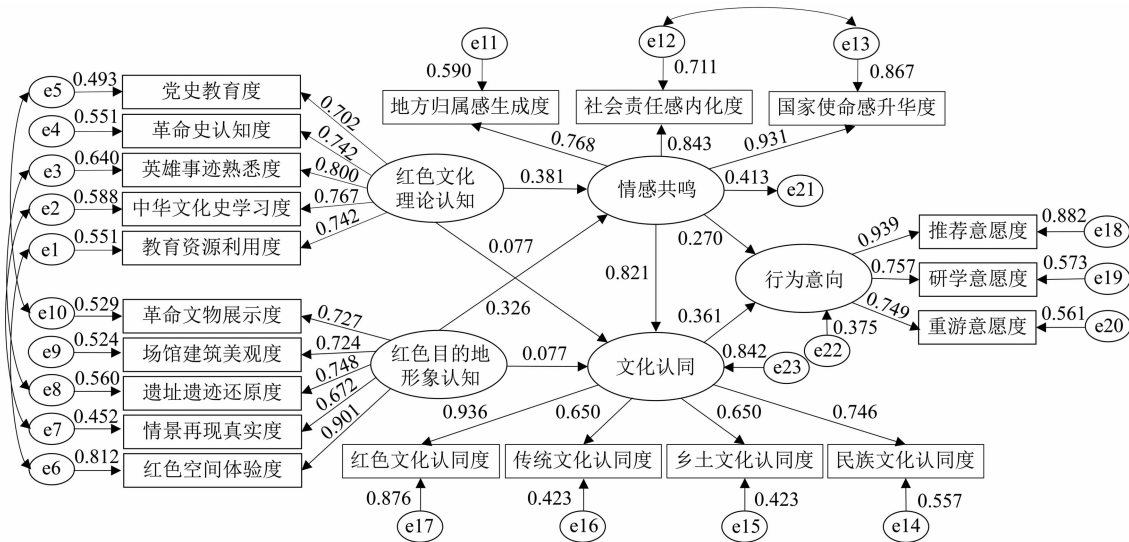 e11
e12
e13
0.590
0.711
0.867
地方归属感生成度
社会责任感内化度
国家使命感升华度
0.768
0.843
0.931
e5
0.493
党史教育度
0.702
e4
0.551
革命史认知度
0.742
e3
0.640
英雄事迹熟悉度
0.800
e2
0.588
中华文化史学习度
0.767
e1
0.551
教育资源利用度
0.742
红色文化
理论认知
0.381
情感共鸣
0.413
e21
0.077
0.326
0.821
0.270
行为意向
0.939
推荐意愿度
0.882
e18
0.757
研学意愿度
0.573
e19
0.749
重游意愿度
0.561
e20
0.361
0.375
e22
e10
0.529
革命文物展示度
0.727
e9
0.524
场馆建筑美观度
0.724
e8
0.560
遗址遗迹还原度
0.748
e7
0.452
情景再现真实度
0.672
e6
0.812
红色空间体验度
0.901
红色目的地
形象认知
0.077
文化认同
0.842
e23
0.936
0.650
0.650
0.746
红色文化认同度
传统文化认同度
乡土文化认同度
民族文化认同度
0.876
0.423
0.423
0.557
e17
e16
e15
e14